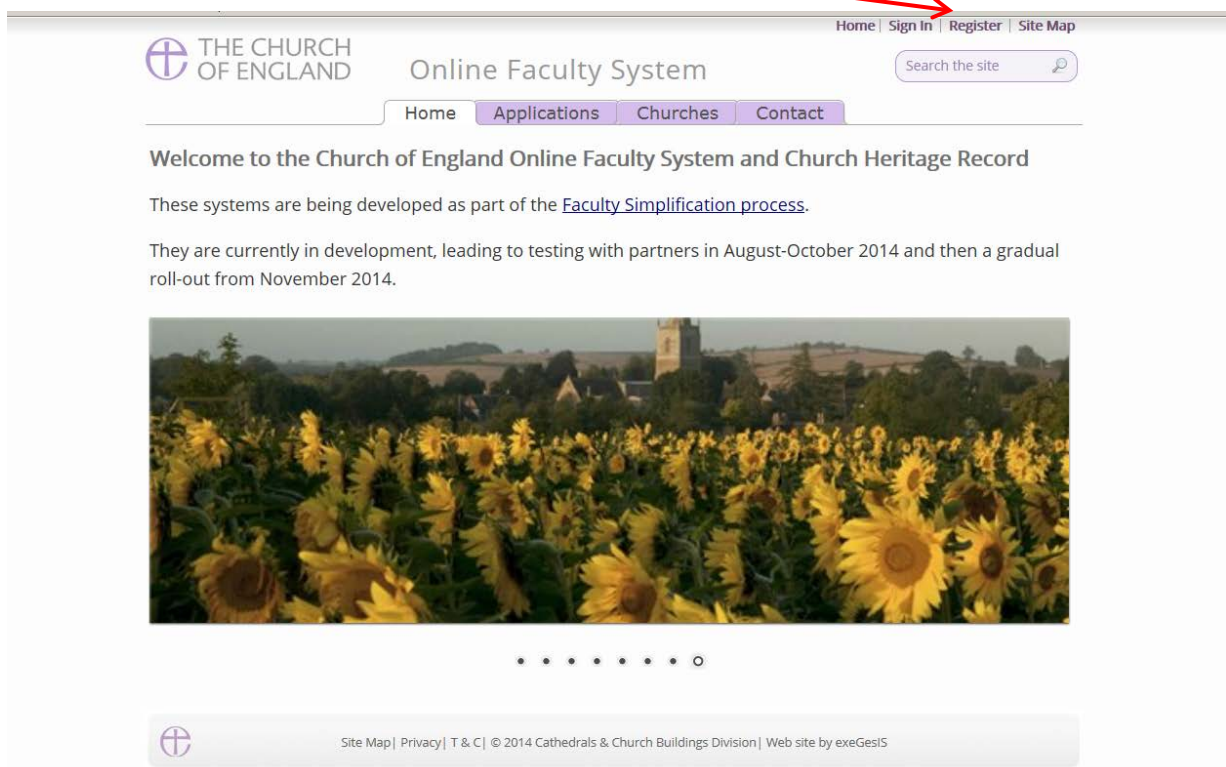 Home | Sign In | Register | Site Map
THE CHURCH
OF ENGLAND
Online Faculty System
Search the site
Home
Applications
Churches
Contact
Welcome to the Church of England Online Faculty System and Church Heritage Record
These systems are being developed as part of the Faculty Simplification process.
They are currently in development, leading to testing with partners in August-October 2014 and then a gradual
roll-out from November 2014.
Site Map| Privacy| T & C| © 2014 Cathedrals & Church Buildings Division| Web site by exeGesIS